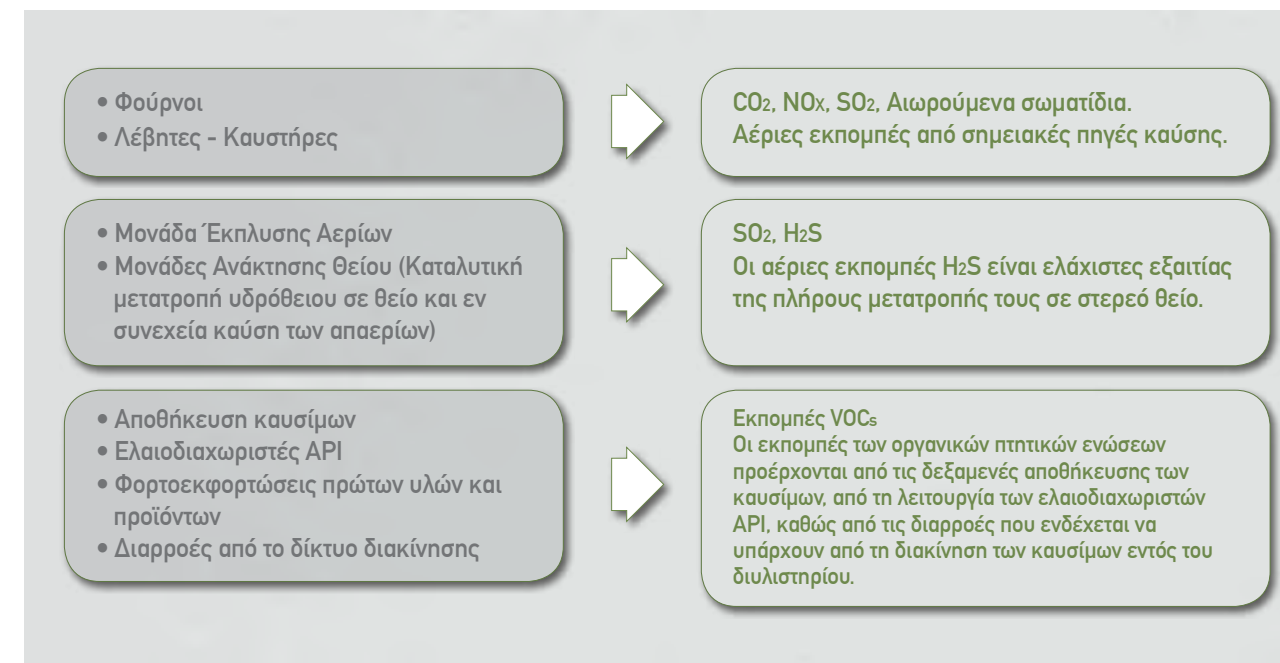 • Φούρνοι
• Λέβητες - Καυστήρες
CO2, NOx, SO2, Αιωρούμενα σωματίδια.
Αέριες εκπομπές από σημειακές πηγές καύσης.
• Μονάδα Έκπλυσης Αερίων
• Μονάδες Ανάκτησης Θείου (Καταλυτική
μετατροπή υδρόθειου σε θείο και εν
συνεχεία καύση των απαερίων)
SO2, H2S
Οι αέριες εκπομπές H2S είναι ελάχιστες εξαιτίας
της πλήρους μετατροπής τους σε στερεό θείο.
• Αποθήκευση καυσίμων
• Ελαιοδιαχωριστές API
• Φορτοεκφορτώσεις πρώτων υλών και
προϊόντων
• Διαρροές από το δίκτυο διακίνησης
Εκπομπές VOCs
Οι εκπομπές των οργανικών πτητικών ενώσεων
προέρχονται από τις δεξαμενές αποθήκευσης των
καυσίμων, από τη λειτουργία των ελαιοδιαχωριστών
API, καθώς από τις διαρροές που ενδέχεται να
υπάρχουν από τη διακίνηση των καυσίμων εντός του
διυλιστηρίου.